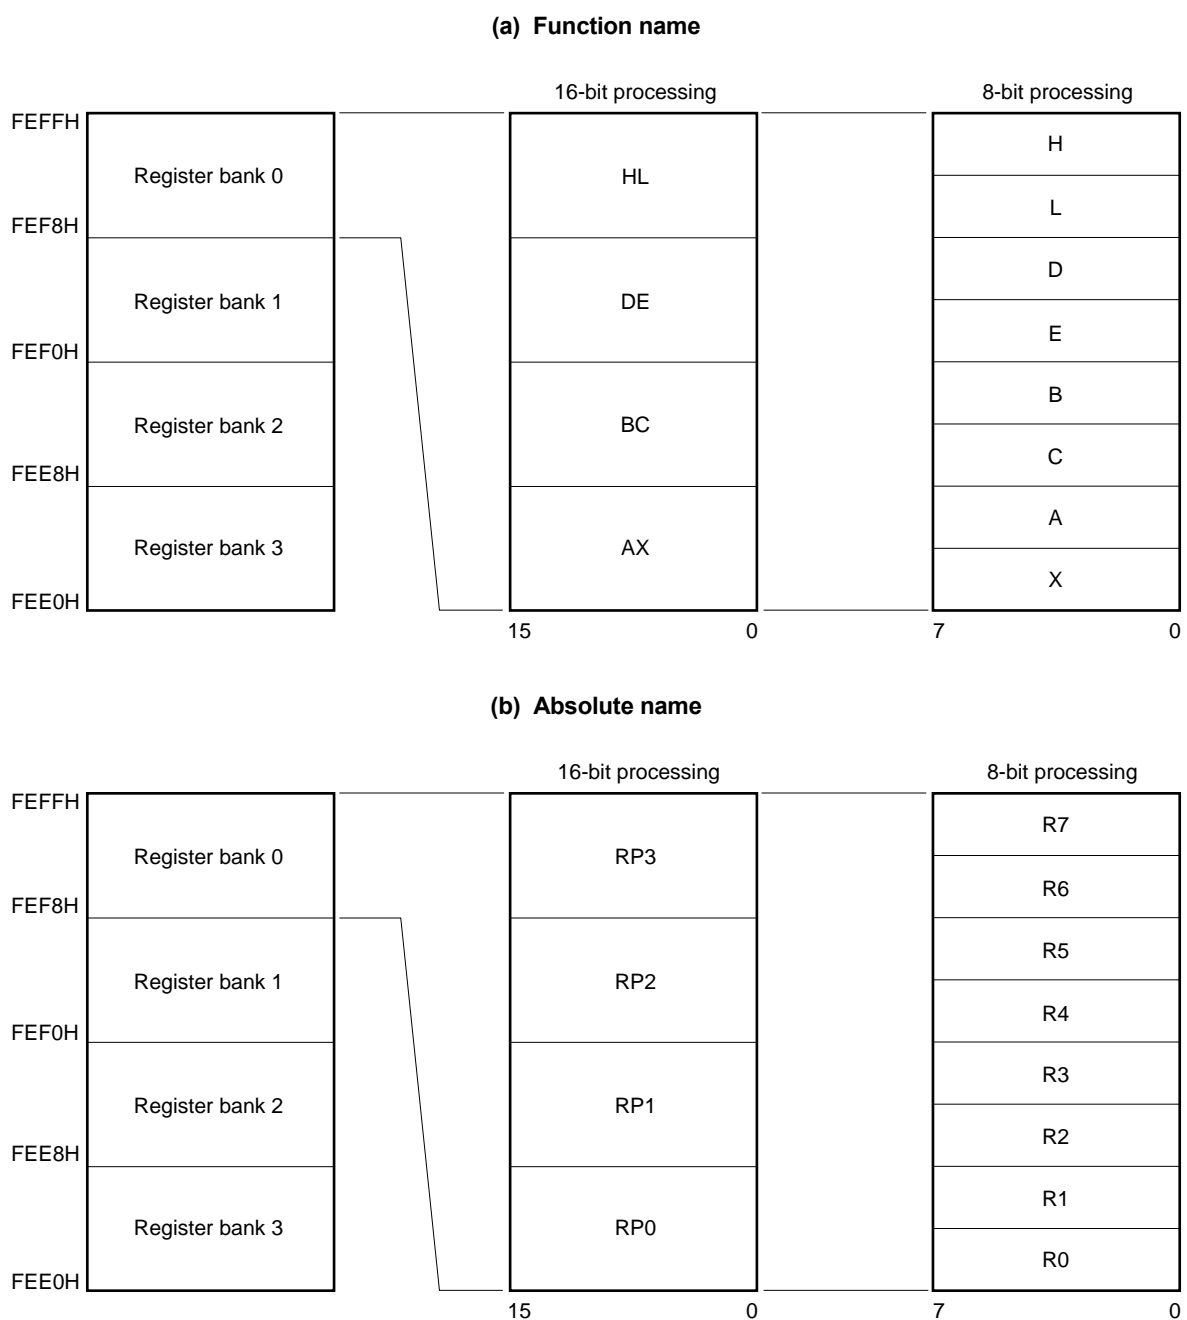 (a) Function name
16-bit processing
8-bit processing
FEFFH
Register bank 0
HL
H
L
FEF8H
Register bank 1
DE
D
E
FEF0H
Register bank 2
BC
B
C
FEE8H
Register bank 3
AX
A
X
FEE0H
15 0
7 0
(b) Absolute name
16-bit processing
8-bit processing
FEFFH
Register bank 0
RP3
R7
R6
FEF8H
Register bank 1
RP2
R5
R4
FEF0H
Register bank 2
RP1
R3
R2
FEE8H
Register bank 3
RP0
R1
R0
FEE0H
15 0
7 0